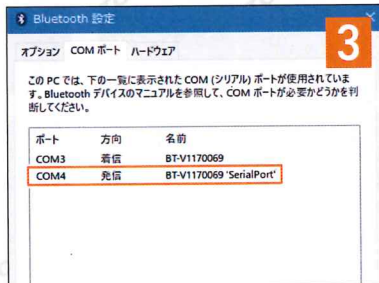 Bluetooth 設定
3
オプション COM ポート ハードウェア
この PC では、下の一覧に表示された COM (シリアル) ポートが使用されていま
す。Bluetooth デバイスのマニュアルを参照して、COM ポートが必要かどうかを判
断してください。
ポート 方向 名前
COM3 着信 BT-V1170069
COM4 発信 BT-V1170069 'SerialPort'